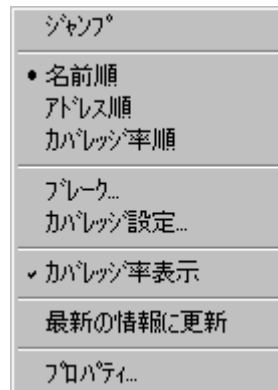 ｼﾞｬﾝﾌﾟ
名前順
ｱﾄﾞﾚｽ順
ｶﾊﾞﾚｯｼﾞ率順
ﾌﾞﾚｰｸ...
ｶﾊﾞﾚｯｼﾞ設定...
ｶﾊﾞﾚｯｼﾞ率表示
最新の情報に更新
ﾌﾟﾛﾊﾟﾃｨ...